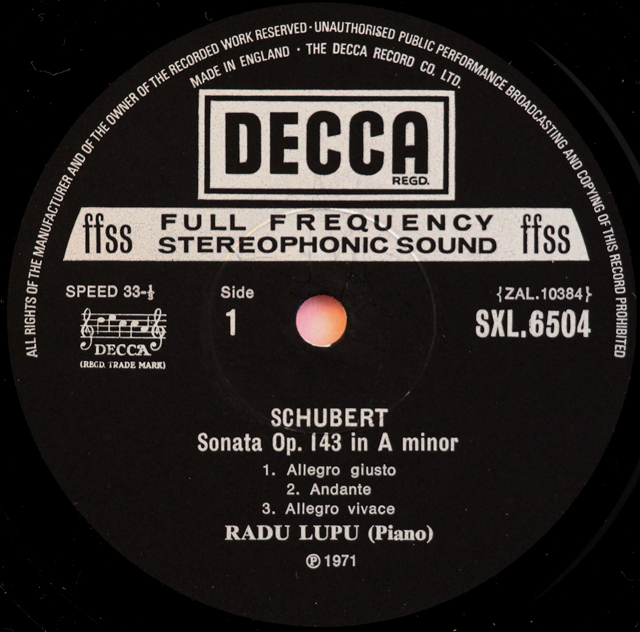 ALL RIGHTS OF THE MANUFACTURER AND OF THE OWNER OF THE RECORDED WORK RESERVED · UNAUTHORISED PUBLIC PERFORMANCE BROADCASTING AND COPYING OF THIS RECORD PROHIBITED
MADE IN ENGLAND · THE DECCA RECORD CO. LTD.
DECCA
REGD.
ffss FULL FREQUENCY ffss
STEREOPHONIC SOUND
SPEED 33-⅓ Side {ZAL.10384}
1 SXL.6504
DECCA
(REGD. TRADE MARK)
SCHUBERT
Sonata Op. 143 in A minor
1. Allegro giusto
2. Andante
3. Allegro vivace
RADU LUPU (Piano)
℗ 1971